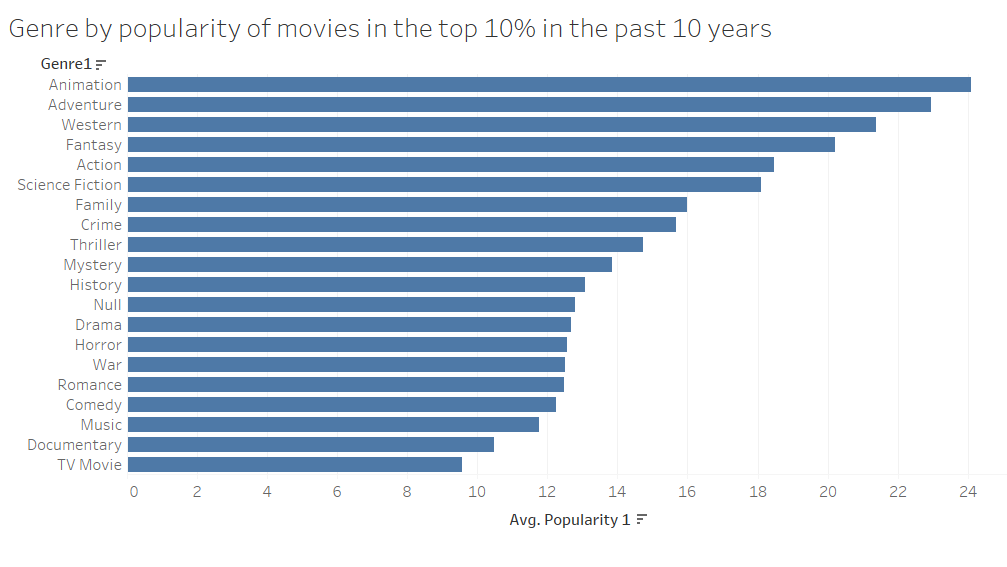 Genre by popularity of movies in the top 10% in the past 10 years
Genre1
Animation
Adventure
Western
Fantasy
Action
Science Fiction
Family
Crime
Thriller
Mystery
History
Null
Drama
Horror
War
Romance
Comedy
Music
Documentary
TV Movie
0 2 4 6 8 10 12 14 16 18 20 22 24
Avg. Popularity 1